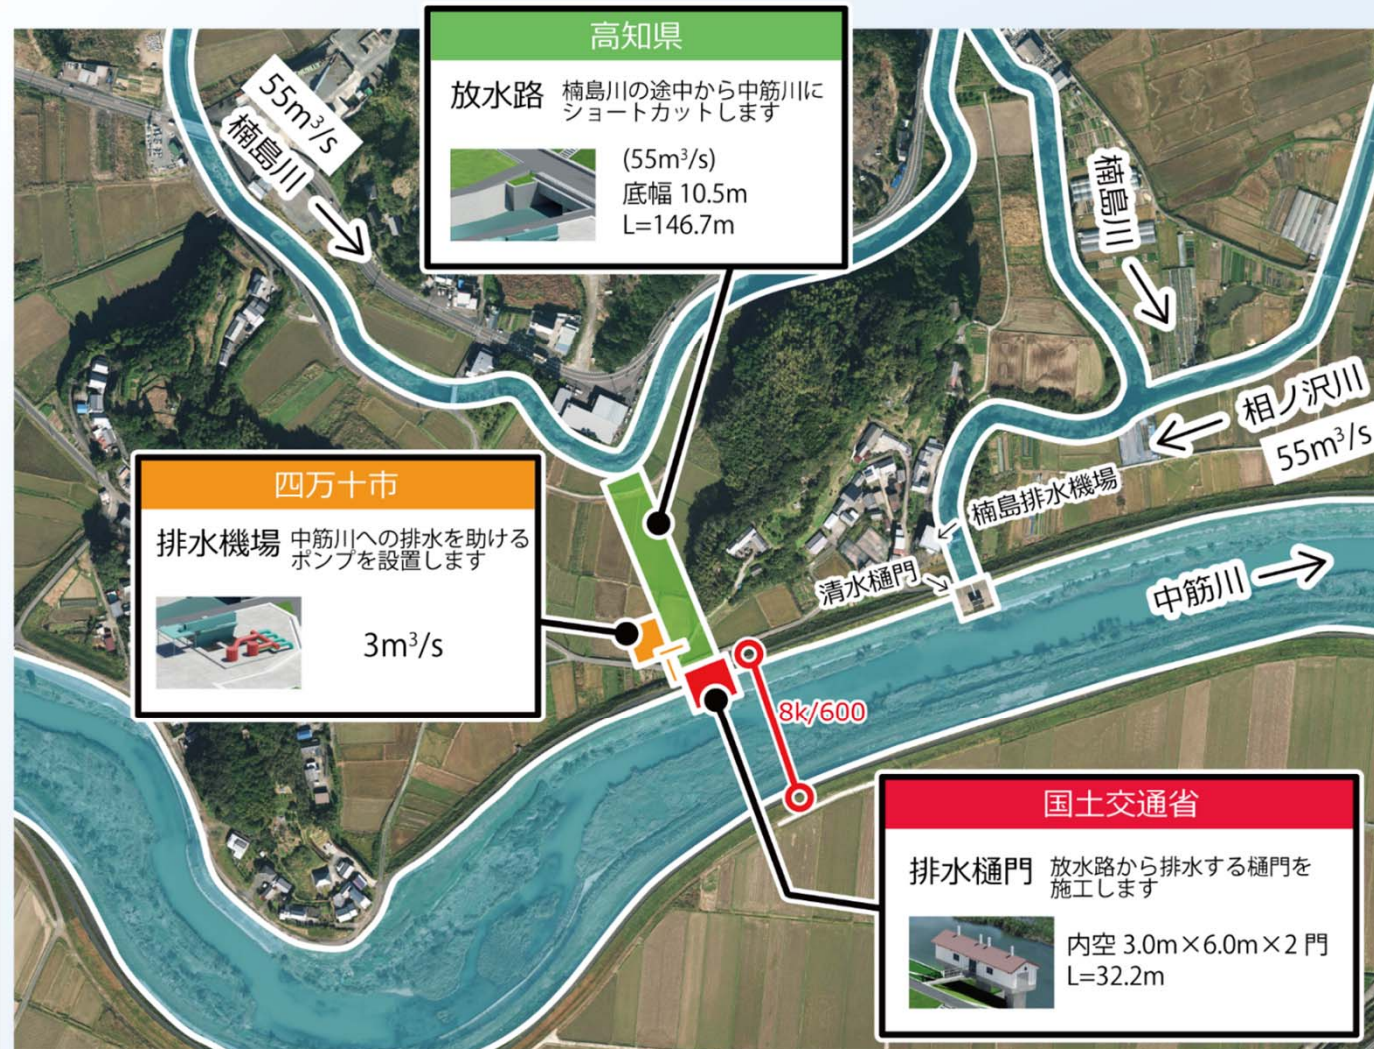 高知県
放水路
楠島川の途中から中筋川に
ショートカットします
(55m³/s)
底幅 10.5m
L=146.7m
55m³/s
楠島川
楠島川
相ノ沢川
55m³/s
四万十市
排水機場
中筋川への排水を助ける
ポンプを設置します
3m³/s
楠島排水機場
清水樋門
中筋川
8k/600
国土交通省
排水樋門
放水路から排水する樋門を
施工します
内空 3.0m×6.0m×2 門
L=32.2m